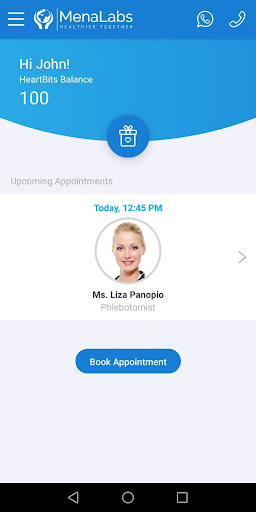 MenaLabs
HEALTHIER TOGETHER
Hi John!
HeartBits Balance
100
Upcoming Appointments
Today, 12:45 PM
Ms. Liza Panopio
Phlebotomist
Book Appointment